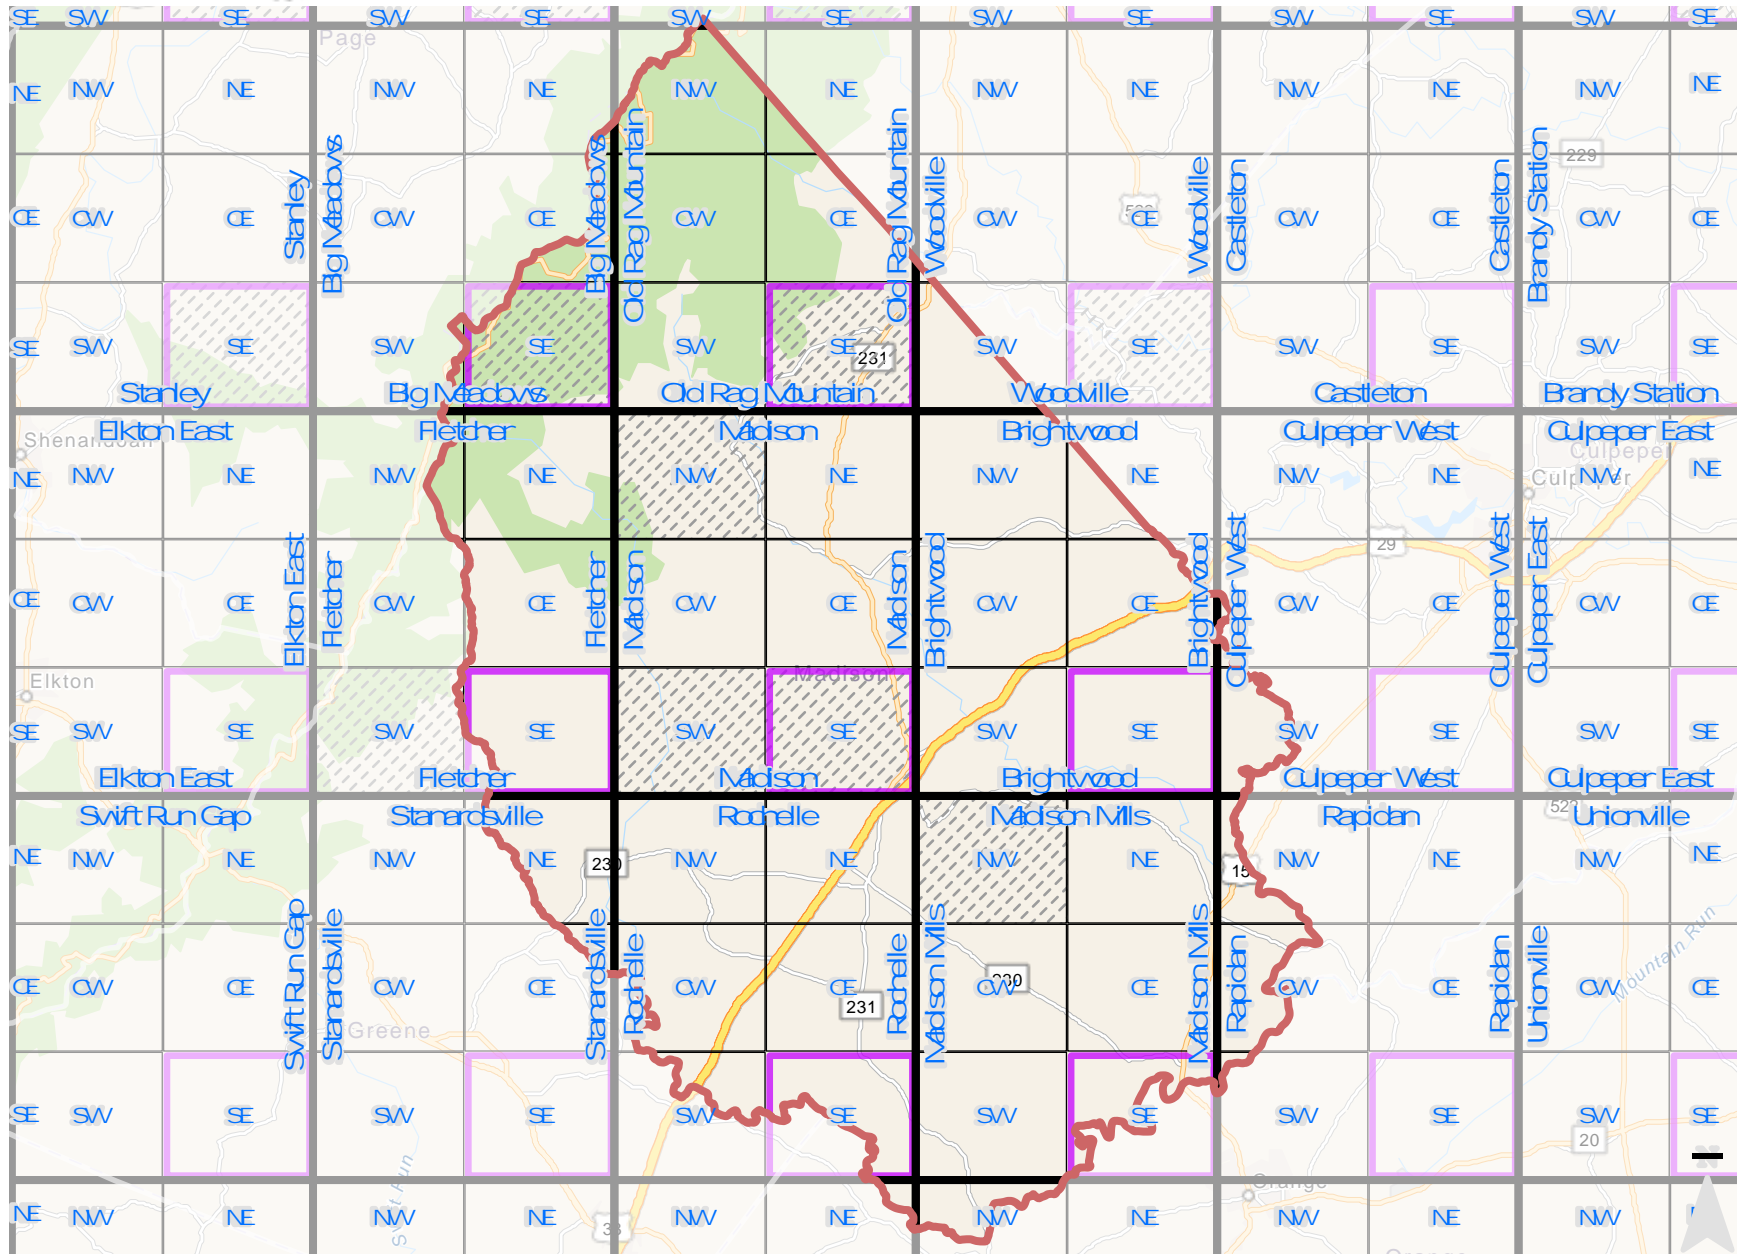 SE SW SE SW SE SW SE SW SE SW SE
Page
NE NW NE NW NE NW NE NW NE NW NE NW NE
229
Stanley Big Meadows Big Meadows Old Rag Mountain Old Rag Mountain Woodville Woodville Castleton Castleton Brandy Station
CE CW CE CW CE CW CE CW CE CW CE CW CE
522
SE SW SE SW SE SW SE SW SE SW SE SW SE
231
Stanley Big Meadows Old Rag Mountain Woodville Castleton Brandy Station
Elkton East Fletcher Madison Brightwood Culpeper West Culpeper East
Shenandoah
Culpeper
NE NW NE NW NE NW NE NW NE NW NE NW NE
Culpeper
29
Elkton East Fletcher Fletcher Madison Madison Brightwood Brightwood Culpeper West Culpeper West Culpeper East
CE CW CE CW CE CW CE CW CE CW CE CW CE
Elkton
Madison
SE SW SE SW SE SW SE SW SE SW SE SW SE
Elkton East Fletcher Madison Brightwood Culpeper West Culpeper East
Swift Run Gap Stanardsville Rochelle Madison Mills Rapidan Unionville
522
NE NW NE NW NE NW NE NW NE NW NE NW NE
230
15
Swift Run Gap Stanardsville Stanardsville Rochelle Rochelle Madison Mills Madison Mills Rapidan Rapidan Unionville
Mountain Run
CE CW CE CW CE CW CE CW CE CW CE CW CE
230
231
Greene
SE SW SE SW SE SW SE SW SE SW SE SW SE
20
Orange
NE NW NE NW NE NW NE NW NE NW NE NW
33
Orange